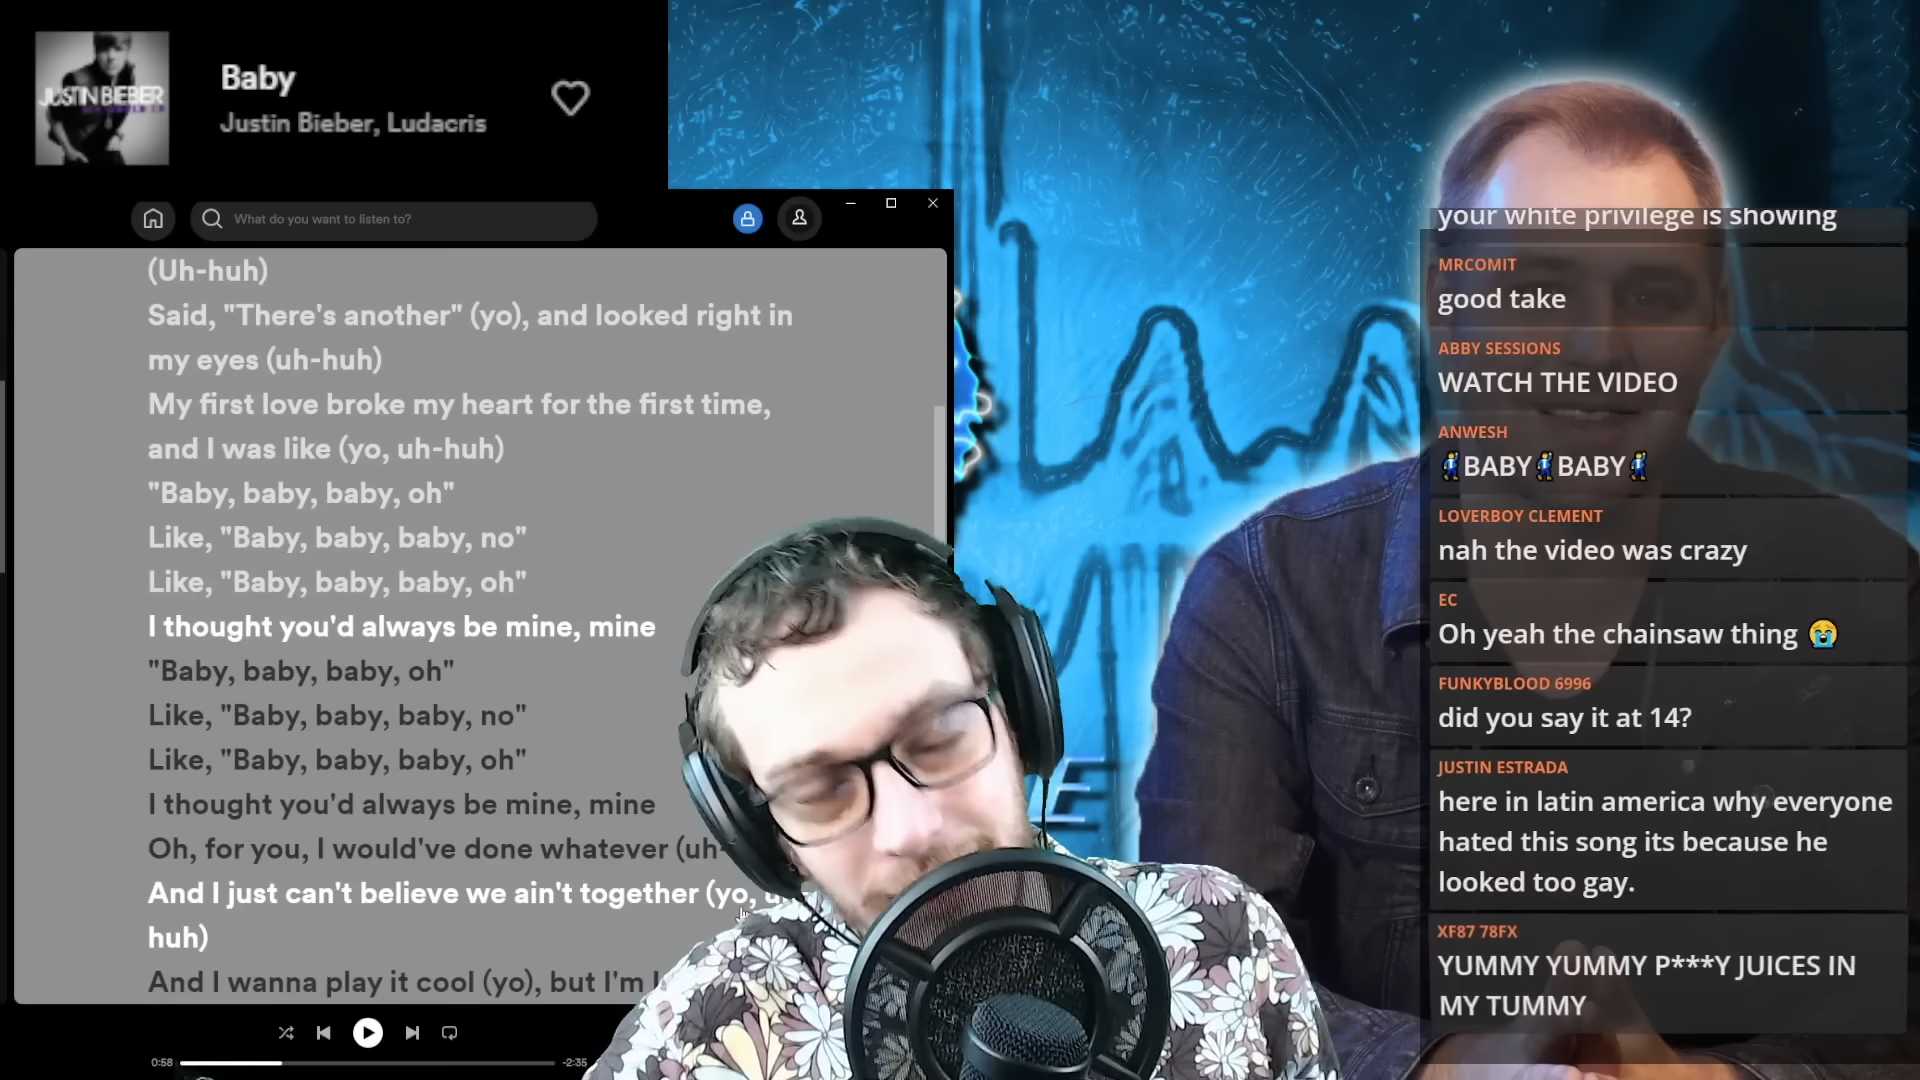 JUSTIN BIEBER
Baby
Justin Bieber, Ludacris
What do you want to listen to?
(Uh-huh)
Said, "There's another" (yo), and looked right in
my eyes (uh-huh)
My first love broke my heart for the first time,
and I was like (yo, uh-huh)
"Baby, baby, baby, oh"
Like, "Baby, baby, baby, no"
Like, "Baby, baby, baby, oh"
I thought you'd always be mine, mine
"Baby, baby, baby, oh"
Like, "Baby, baby, baby, no"
Like, "Baby, baby, baby, oh"
I thought you'd always be mine, mine
Oh, for you, I would've done whatever (uh-
And I just can't believe we ain't together (yo,
huh)
And I wanna play it cool (yo), but I'm
0:58
-2:35
your white privilege is showing
MRCOMIT
good take
ABBY SESSIONS
WATCH THE VIDEO
ANWESH
🕺BABY🕺BABY🕺
LOVERBOY CLEMENT
nah the video was crazy
EC
Oh yeah the chainsaw thing 😭
FUNKYBLOOD 6996
did you say it at 14?
JUSTIN ESTRADA
here in latin america why everyone
hated this song its because he
looked too gay.
XF87 78FX
YUMMY YUMMY P***Y JUICES IN
MY TUMMY